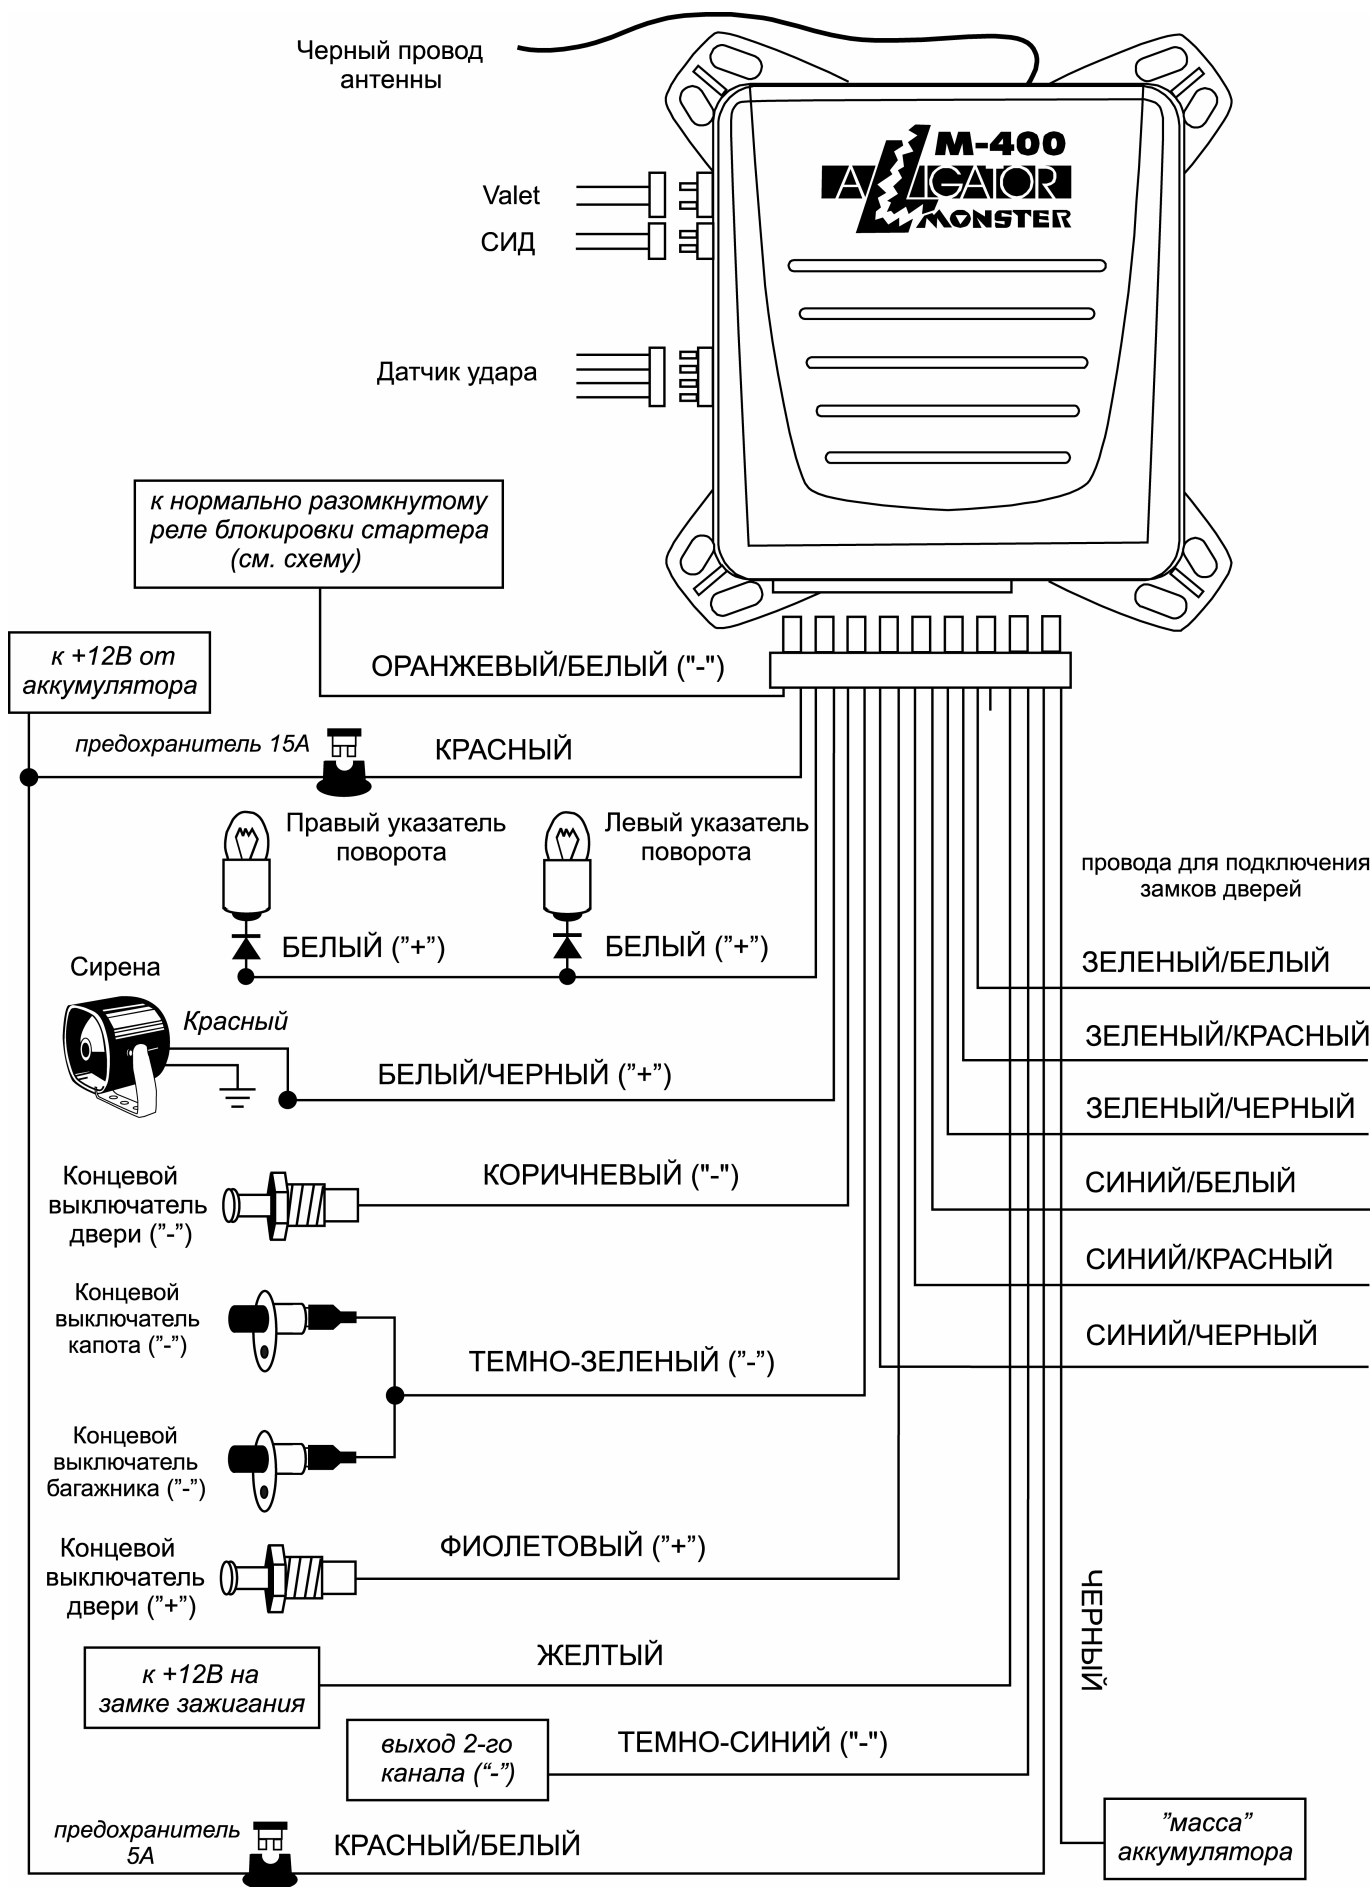 Черный провод
антенны
M-400
ALLIGATOR
MONSTER
Valet
СИД
Датчик удара
к нормально разомкнутому
реле блокировки стартера
(см. схему)
к +12В от
аккумулятора
ОРАНЖЕВЫЙ/БЕЛЫЙ ("-")
предохранитель 15А
КРАСНЫЙ
Правый указатель
поворота
Левый указатель
поворота
БЕЛЫЙ ("+")
БЕЛЫЙ ("+")
провода для подключения
замков дверей
ЗЕЛЕНЫЙ/БЕЛЫЙ
Сирена
Красный
БЕЛЫЙ/ЧЕРНЫЙ ("+")
ЗЕЛЕНЫЙ/КРАСНЫЙ
ЗЕЛЕНЫЙ/ЧЕРНЫЙ
Концевой
выключатель
двери ("-")
КОРИЧНЕВЫЙ ("-")
СИНИЙ/БЕЛЫЙ
СИНИЙ/КРАСНЫЙ
СИНИЙ/ЧЕРНЫЙ
Концевой
выключатель
капота ("-")
ТЕМНО-ЗЕЛЕНЫЙ ("-")
Концевой
выключатель
багажника ("-")
Концевой
выключатель
двери ("+")
ФИОЛЕТОВЫЙ ("+")
ЧЕРНЫЙ
к +12В на
замке зажигания
ЖЕЛТЫЙ
выход 2-го
канала ("-")
ТЕМНО-СИНИЙ ("-")
предохранитель
5А
КРАСНЫЙ/БЕЛЫЙ
"масса"
аккумулятора